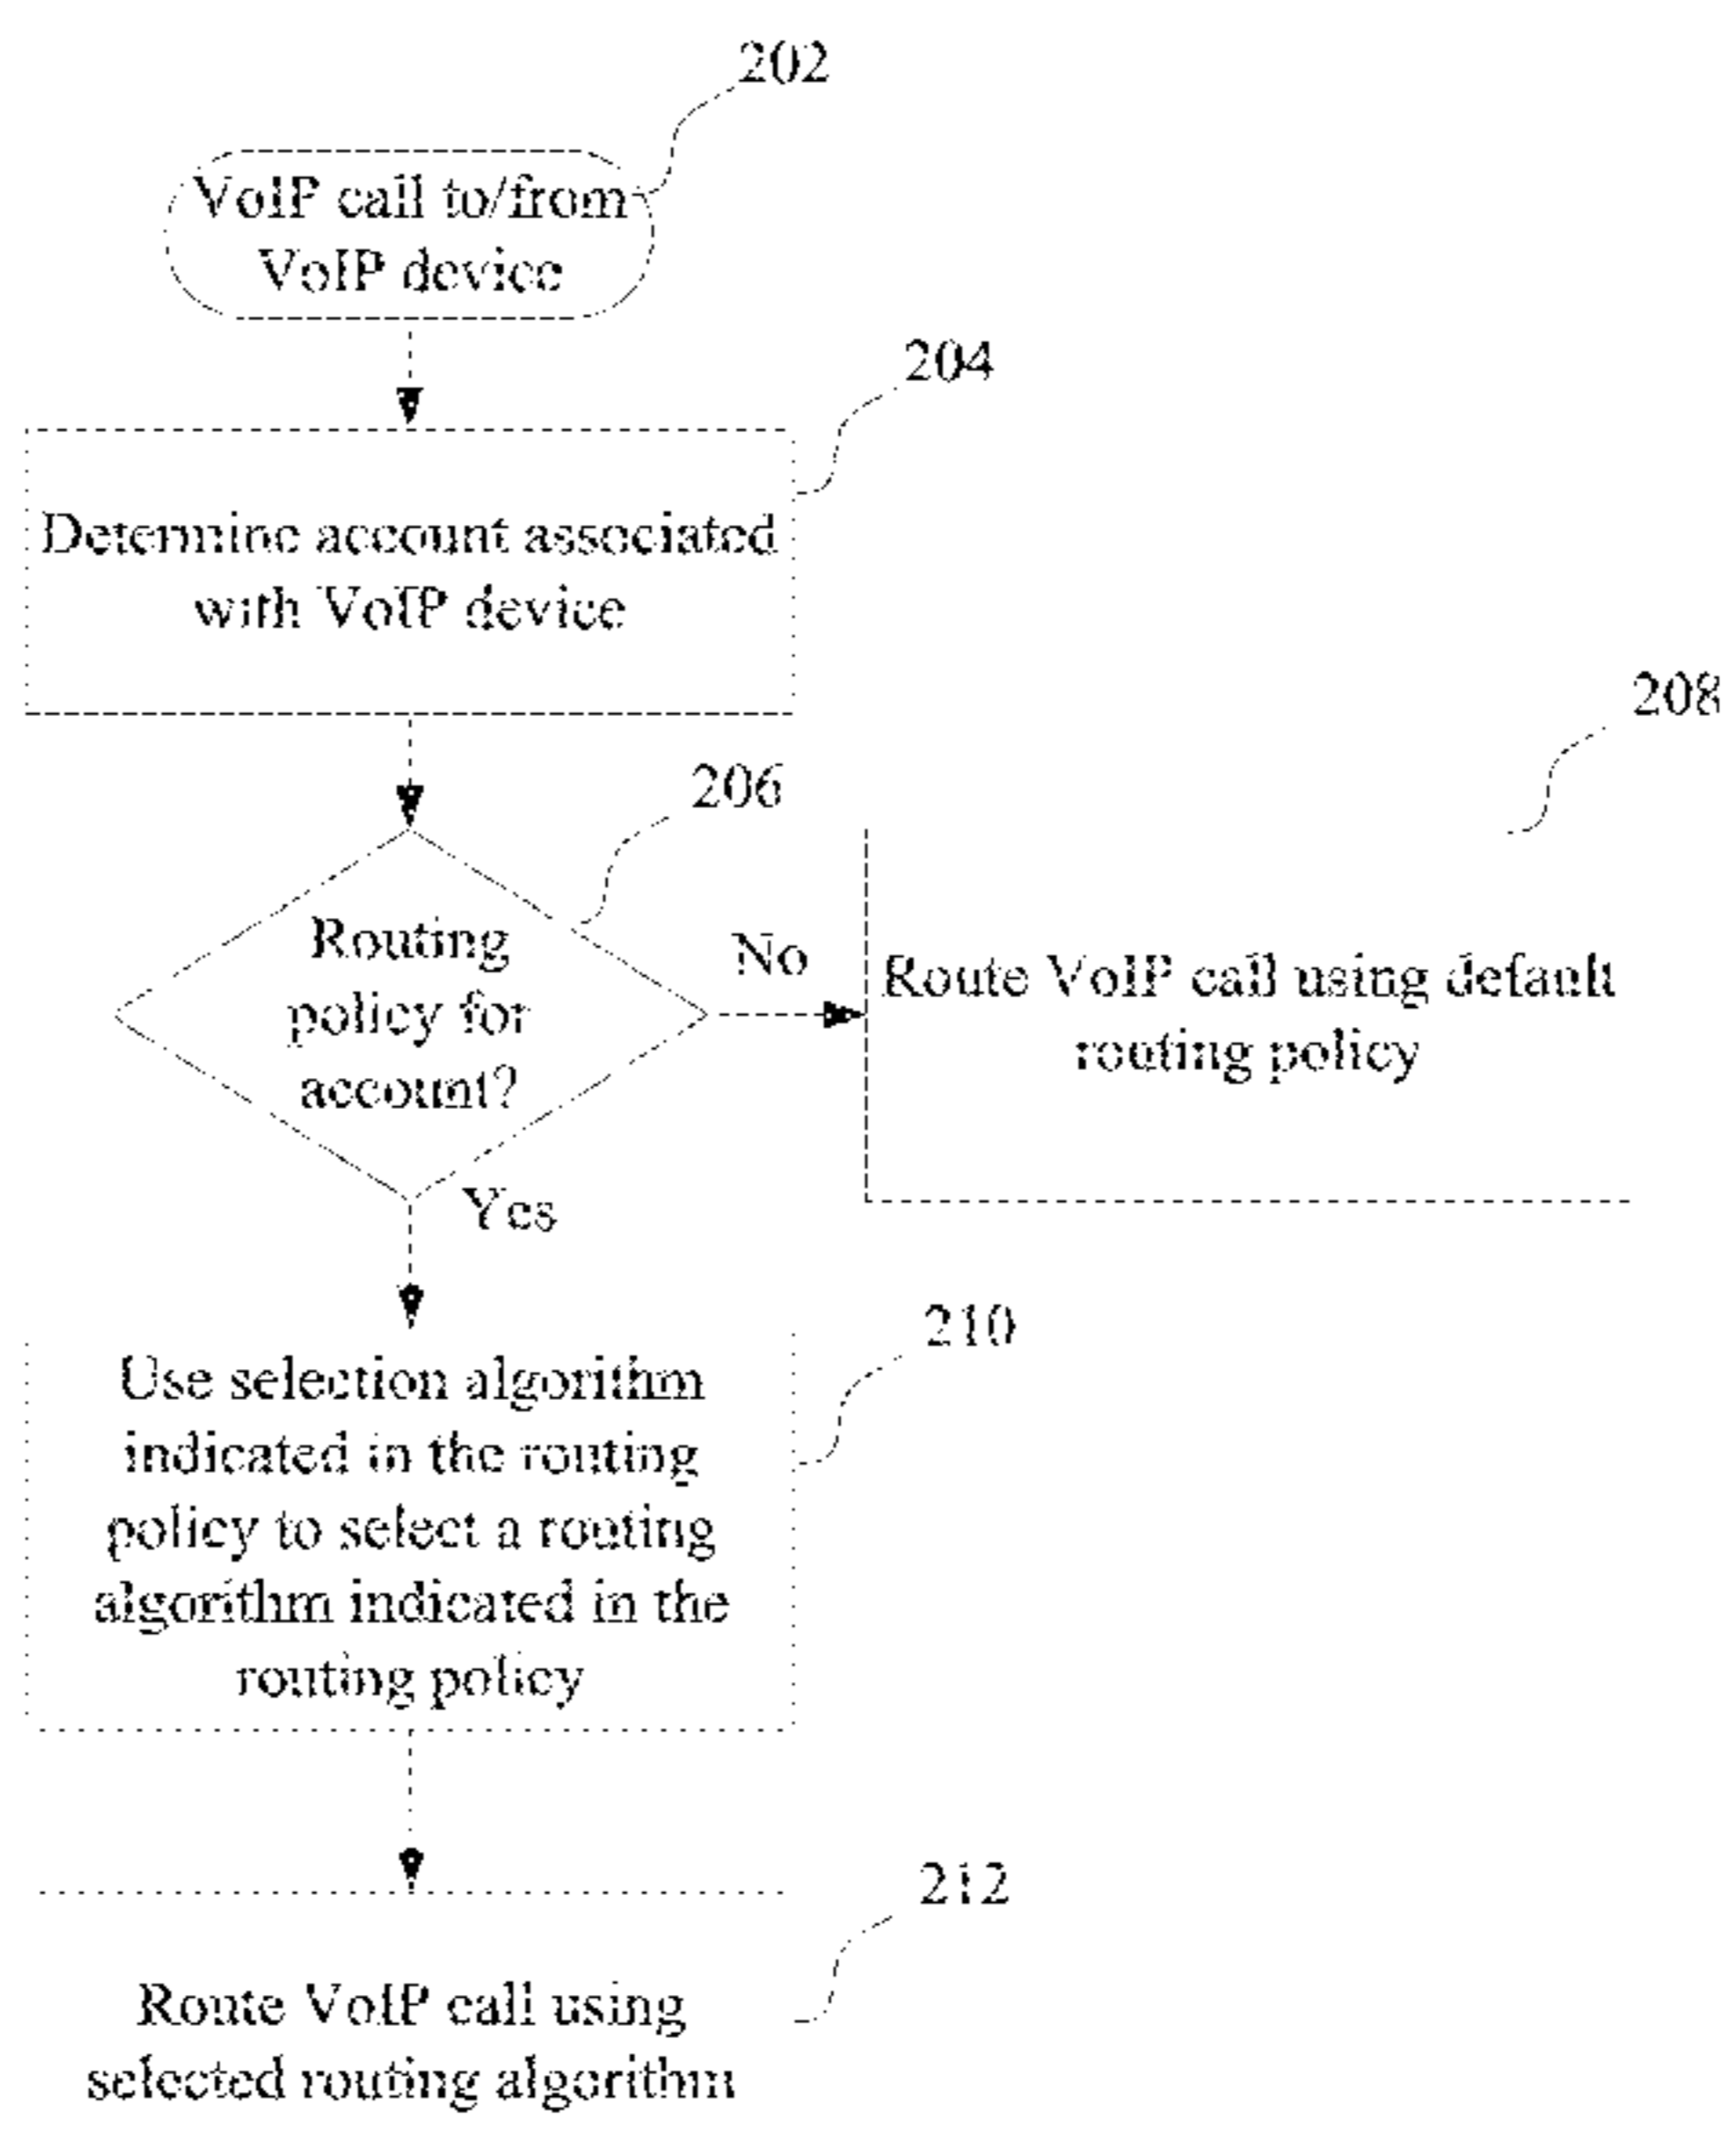 202
VoIP call to/from
VoIP device
204
Determine account associated
with VoIP device
206
Routing
policy for
account?
No
208
Route VoIP call using default
routing policy
Yes
210
Use selection algorithm
indicated in the routing
policy to select a routing
algorithm indicated in the
routing policy
212
Route VoIP call using
selected routing algorithm